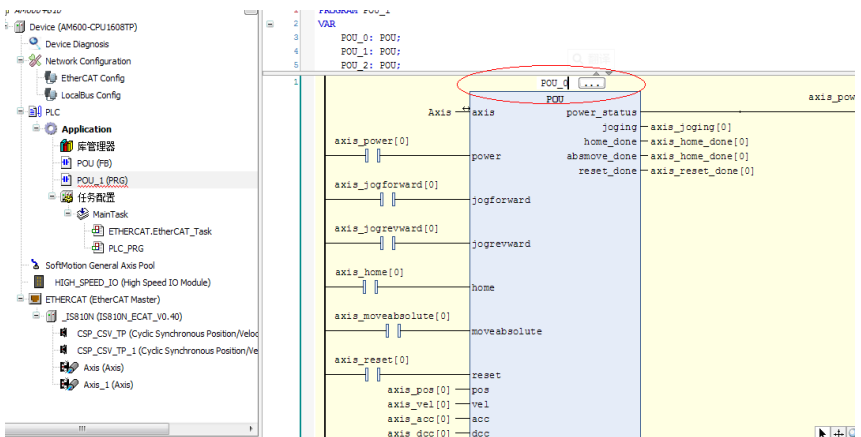 Device (AM600-CPU1608TP)
Device Diagnosis
Network Configuration
EtherCAT Config
LocalBus Config
PLC
Application
库管理器
POU (FB)
POU_1 (PRG)
任务配置
MainTask
ETHERCAT.EtherCAT_Task
PLC_PRG
SoftMotion General Axis Pool
HIGH_SPEED_IO (High Speed IO Module)
ETHERCAT (EtherCAT Master)
_IS810N (IS810N_ECAT_V0.40)
CSP_CSV_TP (Cyclic Synchronous Position/Veloc
CSP_CSV_TP_1 (Cyclic Synchronous Position/Ve
Axis (Axis)
Axis_1 (Axis)
1 PROGRAM POU_1
2 VAR
3 POU_0: POU;
4 POU_1: POU;
5 POU_2: POU;
1
POU_0 ...
POU
axis_pow
Axis axis power_status
joging axis_joging[0]
axis_power[0] home_done axis_home_done[0]
power absmove_done axis_home_done[0]
reset_done axis_reset_done[0]
axis_jogforward[0]
jogforward
axis_jogrevward[0]
jogrevward
axis_home[0]
home
axis_moveabsolute[0]
moveabsolute
axis_reset[0]
reset
axis_pos[0] pos
axis_vel[0] vel
axis_acc[0] acc
axis_dcc[0] dcc